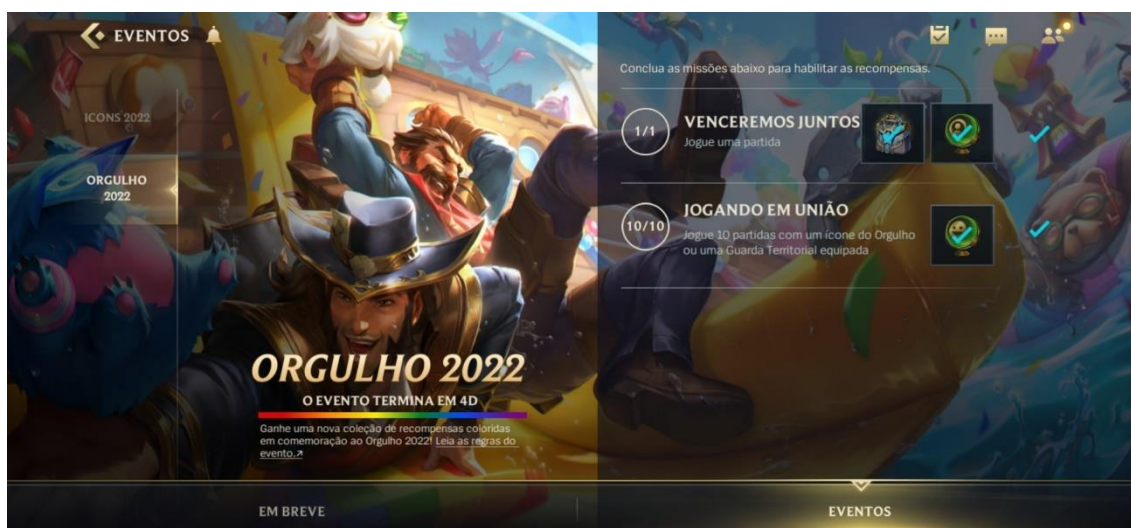 EVENTOS
ICONS 2022
ORGULHO
2022
ORGULHO 2022
O EVENTO TERMINA EM 4D
Ganhe uma nova coleção de recompensas coloridas
em comemoração ao Orgulho 2022! Leia as regras do
evento.
Conclua as missões abaixo para habilitar as recompensas.
1/1
VENCEREMOS JUNTOS
Jogue uma partida
10/10
JOGANDO EM UNIÃO
Jogue 10 partidas com um ícone do Orgulho
ou uma Guarda Territorial equipada
EM BREVE
EVENTOS